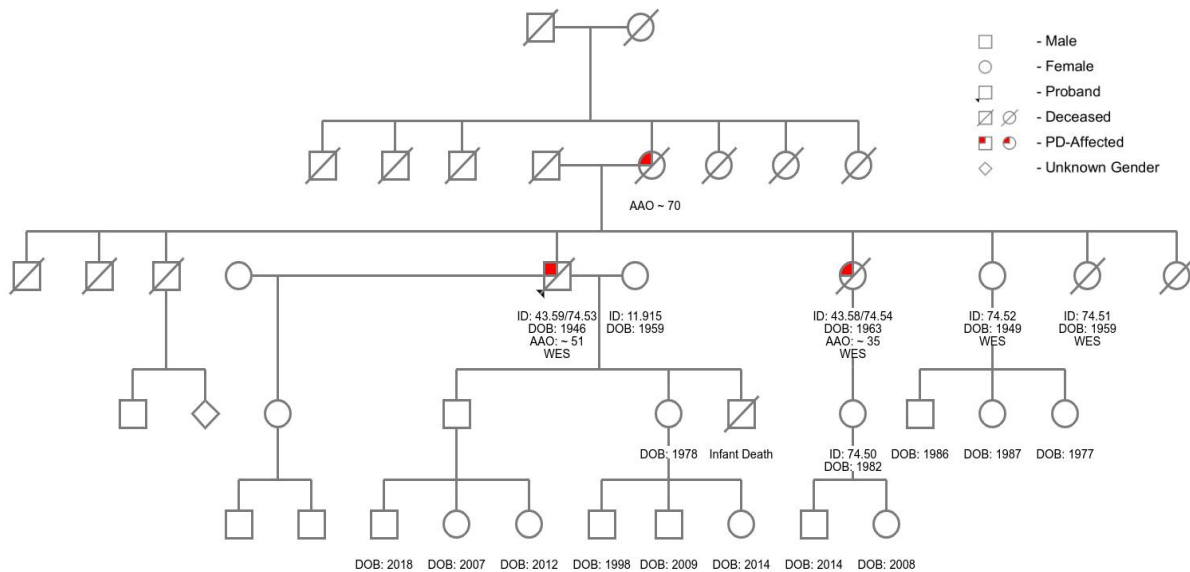 - Male
- Female
- Proband
- Deceased
- PD-Affected
- Unknown Gender
AAO ~ 70
ID: 43.59/74.53
DOB: 1946
AAO: ~ 51
WES
ID: 11.915
DOB: 1959
ID: 43.58/74.54
DOB: 1963
AAO: ~ 35
WES
ID: 74.52
DOB: 1949
WES
ID: 74.51
DOB: 1959
WES
DOB: 1978
Infant Death
ID: 74.50
DOB: 1982
DOB: 1986
DOB: 1987
DOB: 1977
DOB: 2018
DOB: 2007
DOB: 2012
DOB: 1998
DOB: 2009
DOB: 2014
DOB: 2014
DOB: 2008